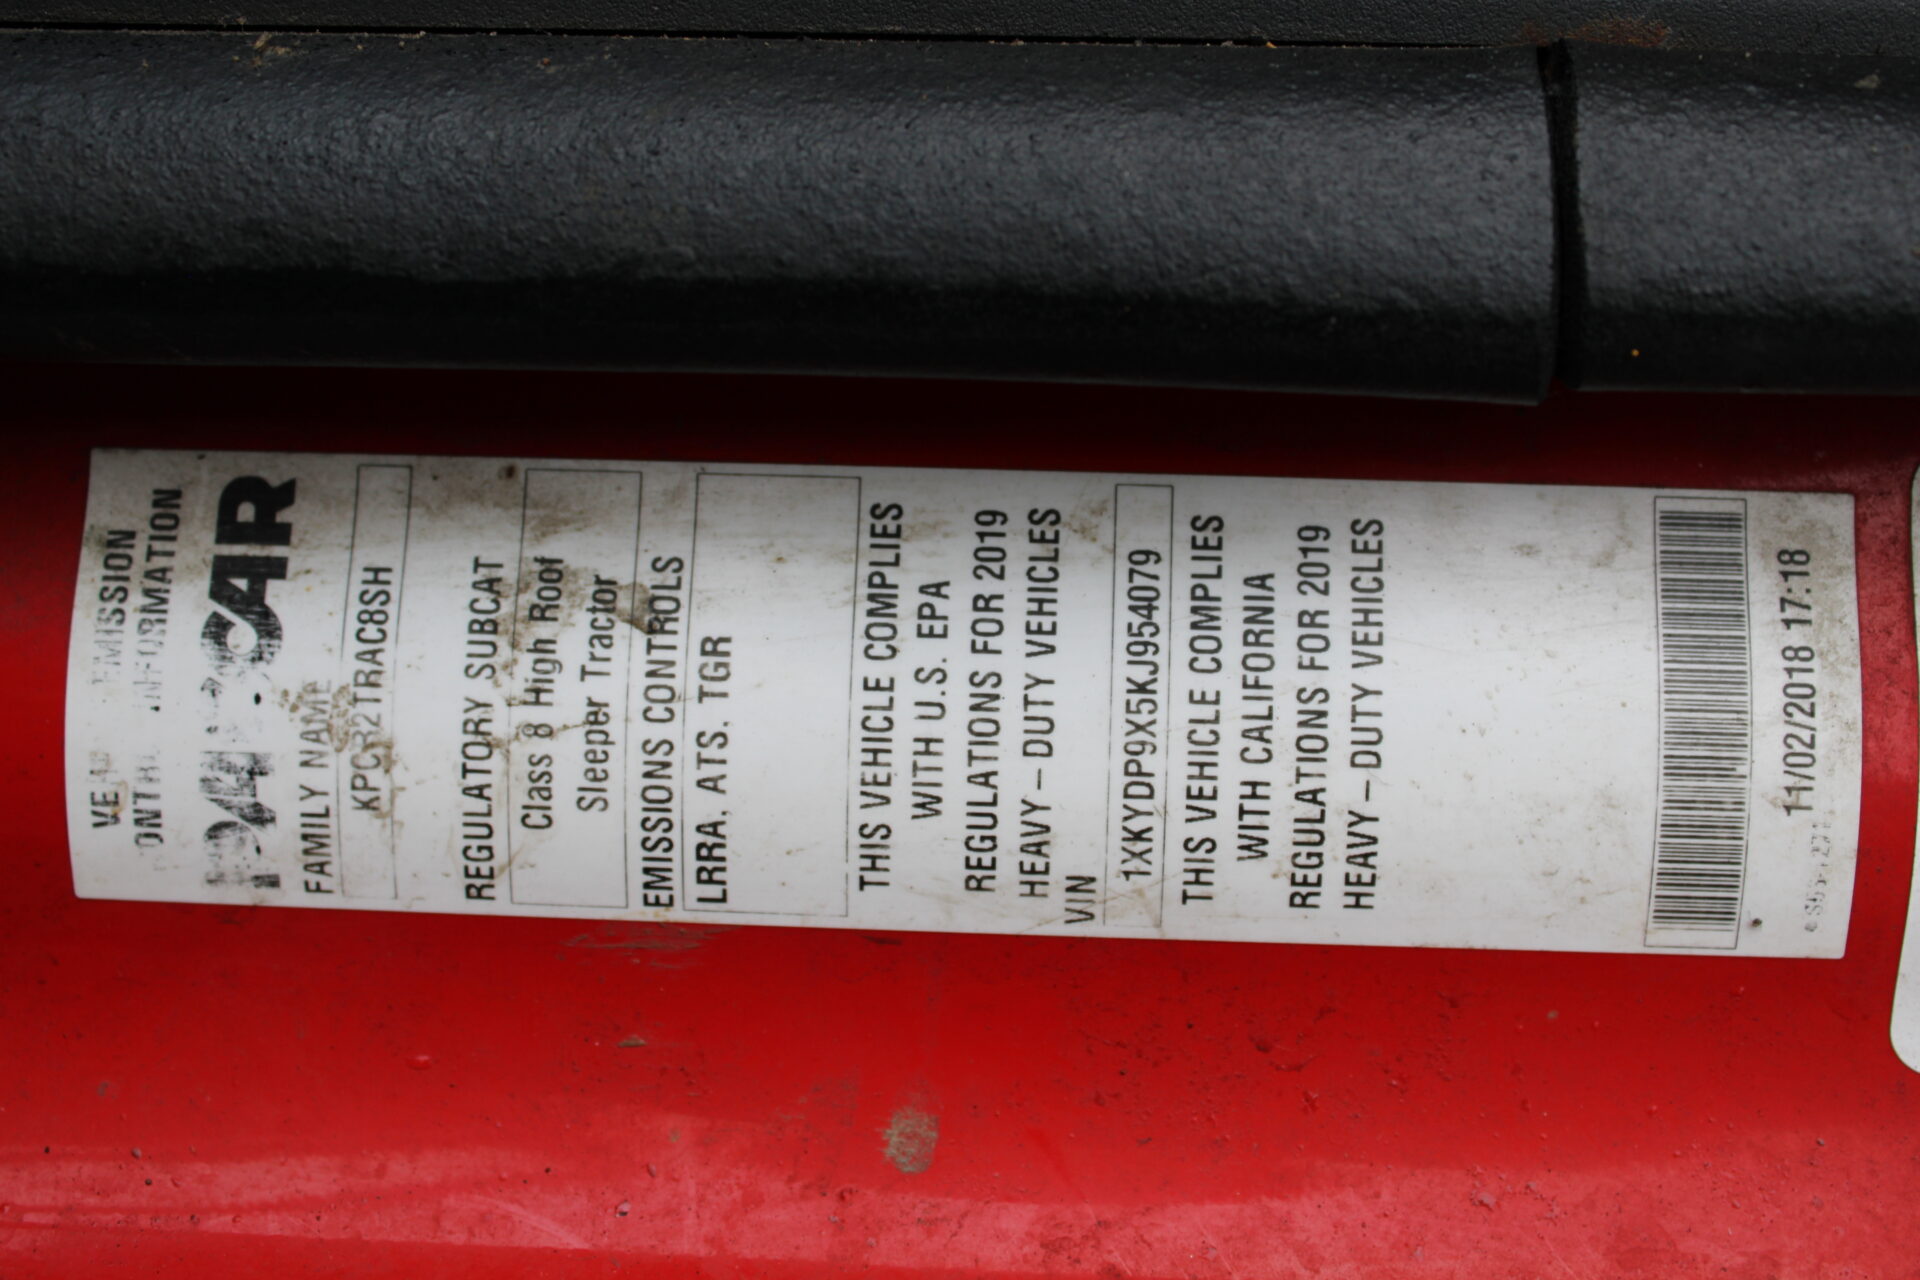 EMISSION
INFORMATION
PACCAR
FAMILY NAME
KPCR2TRAC8SH
REGULATORY SUBCAT
Class 8 High Roof
Sleeper Tractor
EMISSIONS CONTROLS
LRRA, ATS, TGR
THIS VEHICLE COMPLIES
WITH U.S. EPA
REGULATIONS FOR 2019
HEAVY-DUTY VEHICLES
VIN
1XKYDP9X5KJ954079
THIS VEHICLE COMPLIES
WITH CALIFORNIA
REGULATIONS FOR 2019
HEAVY-DUTY VEHICLES
11/02/2018 17:18